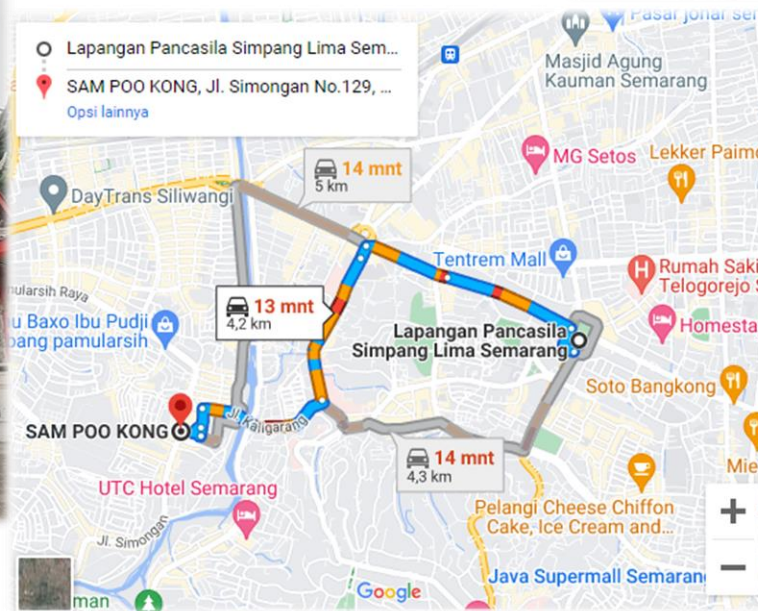 Lapangan Pancasila Simpang Lima Sem...
SAM POO KONG, Jl. Simongan No.129, ...
Opsi lainnya
Pasar johar se
Masjid Agung
Kauman Semarang
14 mnt
5 km
MG Setos
Lekker Paimo
DayTrans Siliwangi
Tentrem Mall
Rumah Saki
Telogorejo S
nularsih Raya
13 mnt
4,2 km
Homesta
u Baxo Ibu Pudji
pang pamularsih
Lapangan Pancasila
Simpang Lima Semarang
Soto Bangkong
SAM POO KONG
Jl. Kaligarang
14 mnt
4,3 km
Mie
UTC Hotel Semarang
Pelangi Cheese Chiffon
Cake, Ice Cream and...
Jl. Simongan
Java Supermall Semarang
Google
man